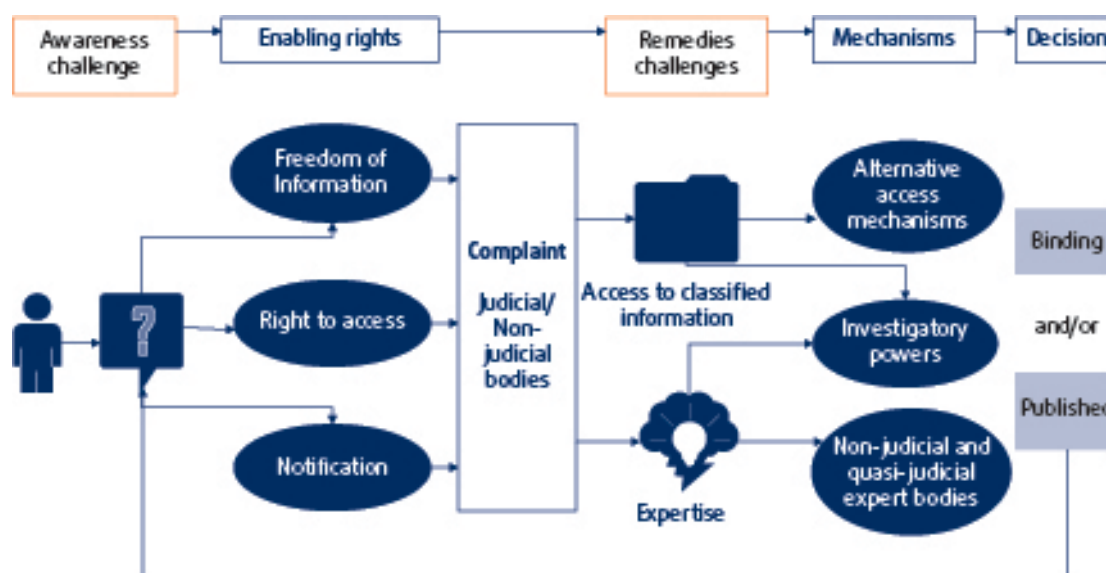 Awareness
challenge
Enabling rights
Remedies
challenges
Mechanisms
Decision
Freedom of
Information
Right to access
Notification
Complaint
Judicial/
Non-
judicial
bodies
?
Access to classified
information
Expertise
Alternative
access
mechanisms
Investigatory
powers
Non-judicial and
quasi-judicial
expert bodies
Binding
and/or
Published